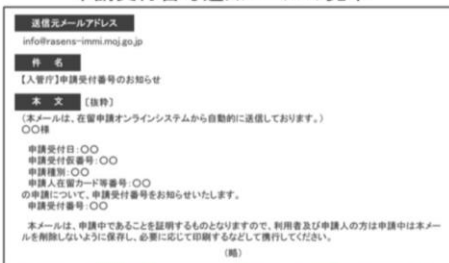 送信元メールアドレス
info@rasens-immi.moj.go.jp
件 名
【入管庁】申請受付番号のお知らせ
本 文 〔抜粋〕
(本メールは、在留申請オンラインシステムから自動的に送信しております。)
〇〇様
申請受付日:〇〇
申請受付仮番号:〇〇
申請種別:〇〇
申請人在留カード等番号:〇〇
の申請について、申請受付番号をお知らせいたします。
申請受付番号:〇〇
本メールは、申請中であることを証明するものとなりますので、利用者及び申請人の方は申請中は本メー
ルを削除しないように保存し、必要に応じて印刷するなどして携行してください。
(略)